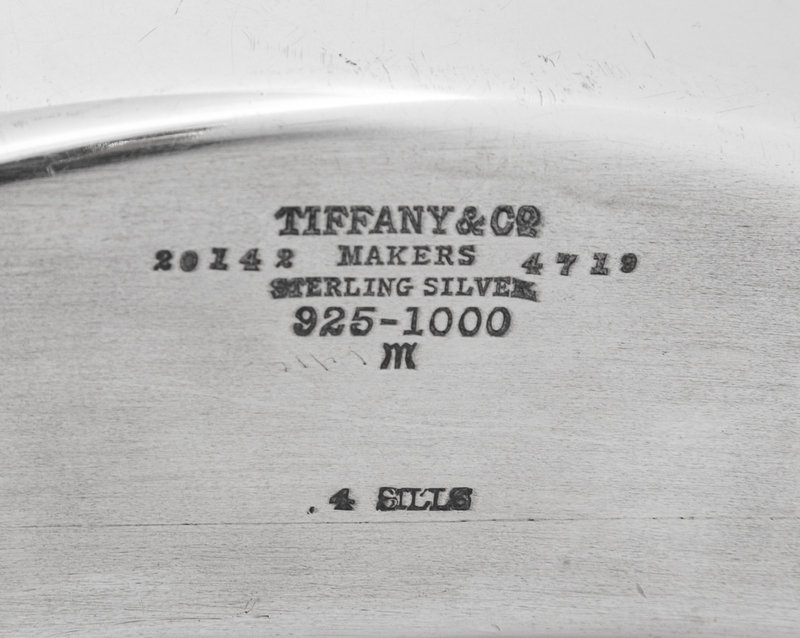 TIFFANY & Co
20142 MAKERS 4719
STERLING SILVER
925-1000
M
.4 GILLS